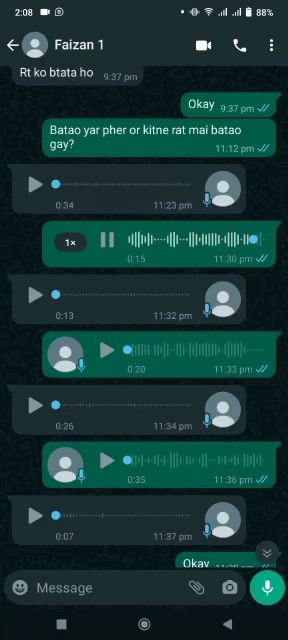 2:08
88%
Faizan 1
Rt ko btata ho 9:37 pm
Okay 9:37 pm
Batao yar pher or kitne rat mai batao
gay?
11:12 pm
0:34 11:23 pm
1×
0:15 11:30 pm
0:13 11:32 pm
0:20 11:33 pm
0:26 11:34 pm
0:35 11:36 pm
0:07 11:37 pm
Okay
Message